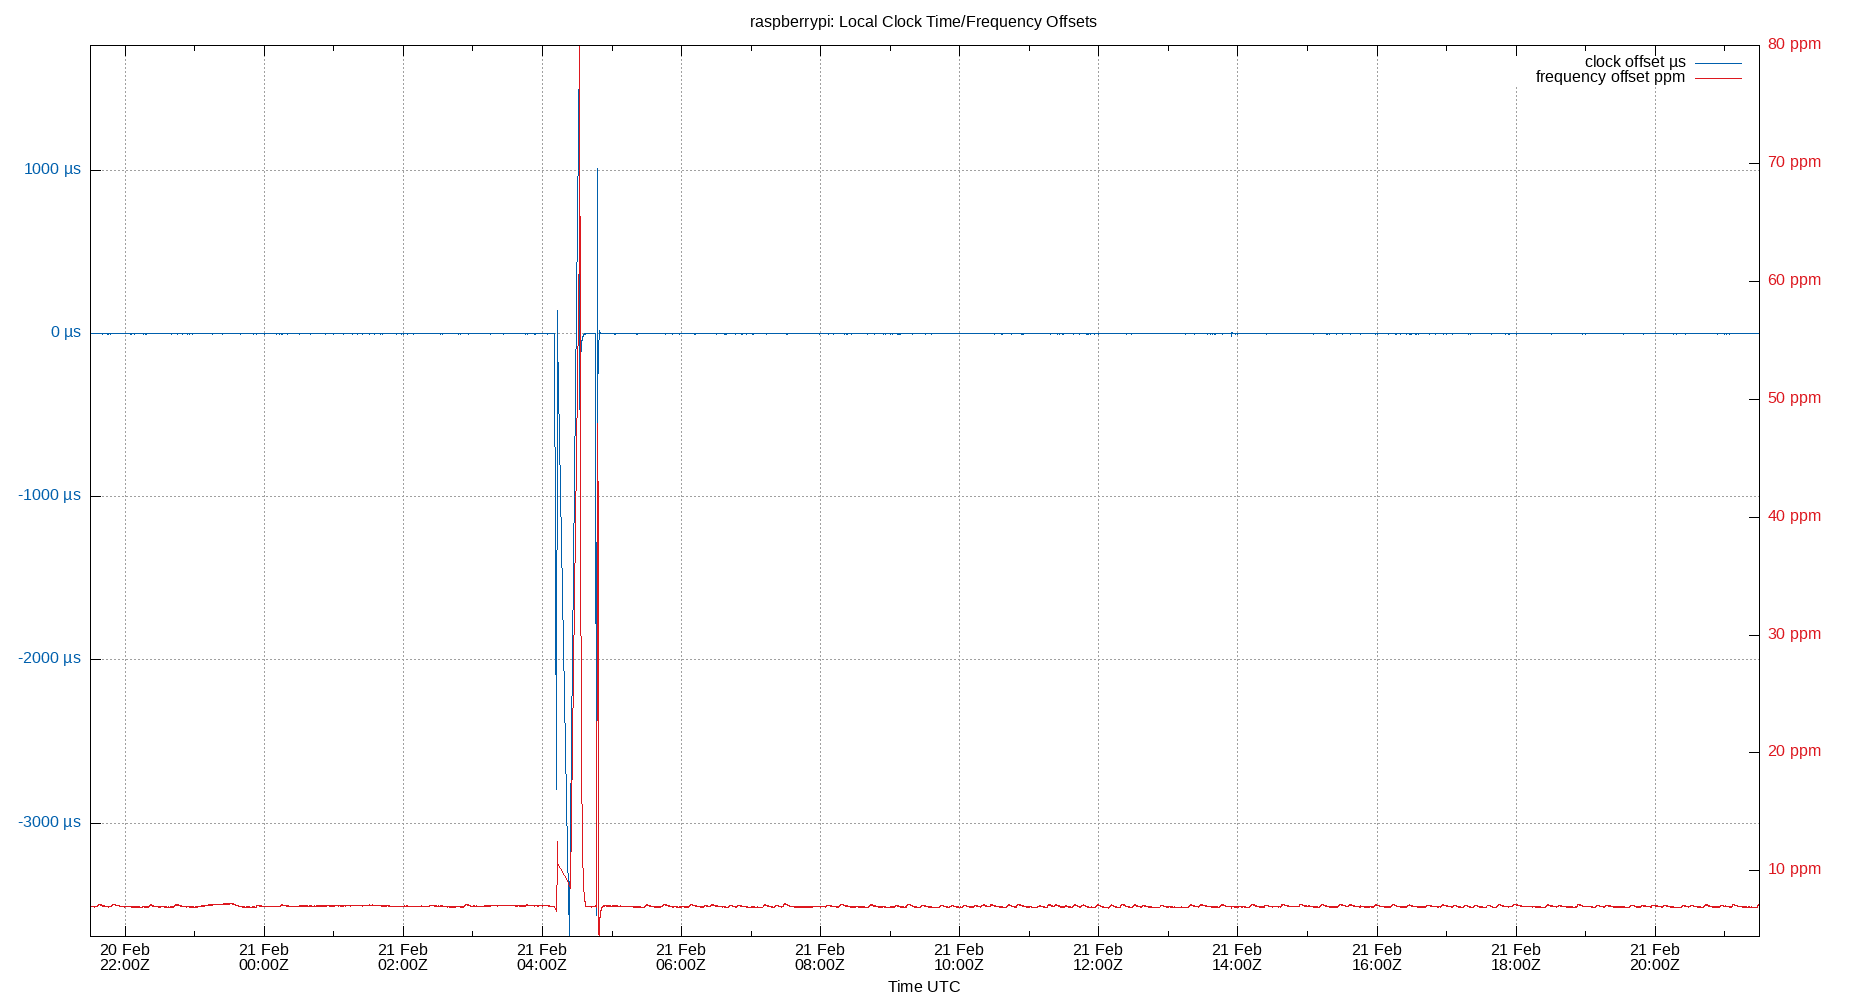 raspberrypi: Local Clock Time/Frequency Offsets
clock offset µs
frequency offset ppm
1000 µs
0 µs
-1000 µs
-2000 µs
-3000 µs
80 ppm
70 ppm
60 ppm
50 ppm
40 ppm
30 ppm
20 ppm
10 ppm
20 Feb
22:00Z
21 Feb
00:00Z
21 Feb
02:00Z
21 Feb
04:00Z
21 Feb
06:00Z
21 Feb
08:00Z
21 Feb
10:00Z
21 Feb
12:00Z
21 Feb
14:00Z
21 Feb
16:00Z
21 Feb
18:00Z
21 Feb
20:00Z
Time UTC